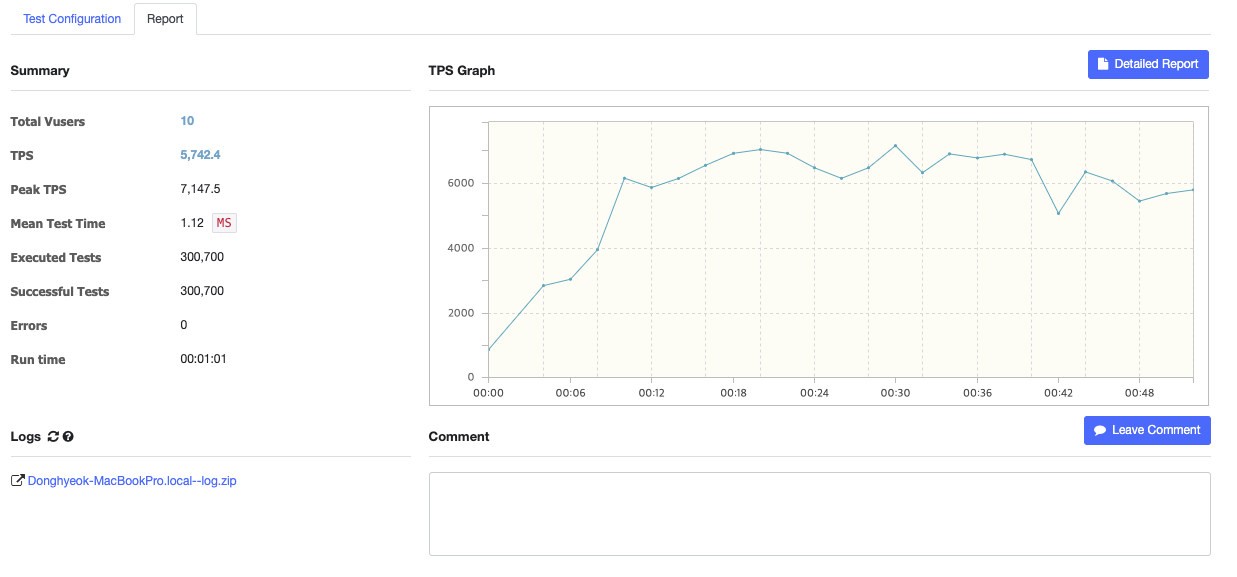 Test Configuration
Report
Summary
Total Vusers 10
TPS 5,742.4
Peak TPS 7,147.5
Mean Test Time 1.12 MS
Executed Tests 300,700
Successful Tests 300,700
Errors 0
Run time 00:01:01
Logs
Donghyeok-MacBookPro.local--log.zip
TPS Graph
Detailed Report
6000
4000
2000
0
00:00 00:06 00:12 00:18 00:24 00:30 00:36 00:42 00:48
Comment
Leave Comment